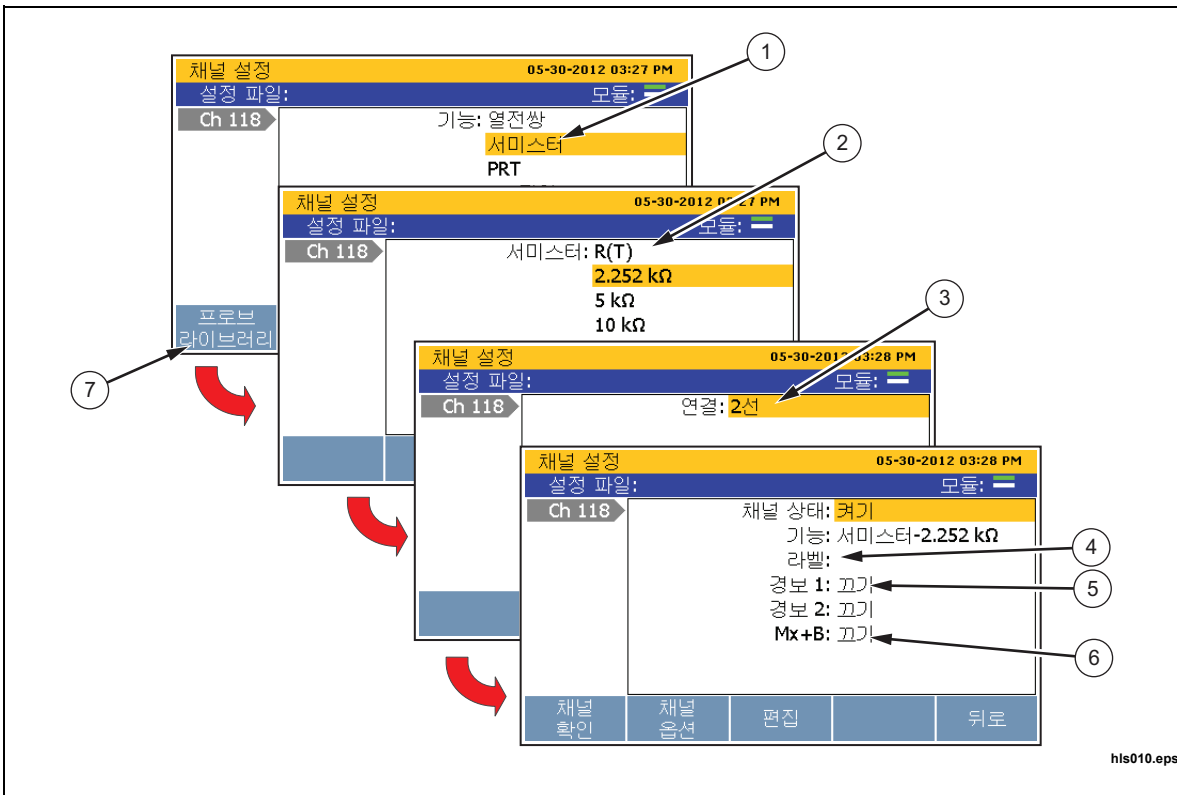 채널 설정 05-30-2012 03:27 PM
설정 파일: 모듈:
Ch 118
기능: 열전쌍
서미스터
PRT
프로브
라이브러리
채널 설정 05-30-2012 03:27 PM
설정 파일: 모듈:
Ch 118
서미스터: R(T)
2.252 kΩ
5 kΩ
10 kΩ
채널 설정 05-30-2012 03:28 PM
설정 파일: 모듈:
Ch 118
연결: 2선
채널 설정 05-30-2012 03:28 PM
설정 파일: 모듈:
Ch 118
채널 상태: 켜기
기능: 서미스터-2.252 kΩ
라벨:
경보 1: 끄기
경보 2: 끄기
Mx+B: 끄기
채널 확인
채널 옵션
편집
뒤로
1
2
3
4
5
6
7
hls010.eps